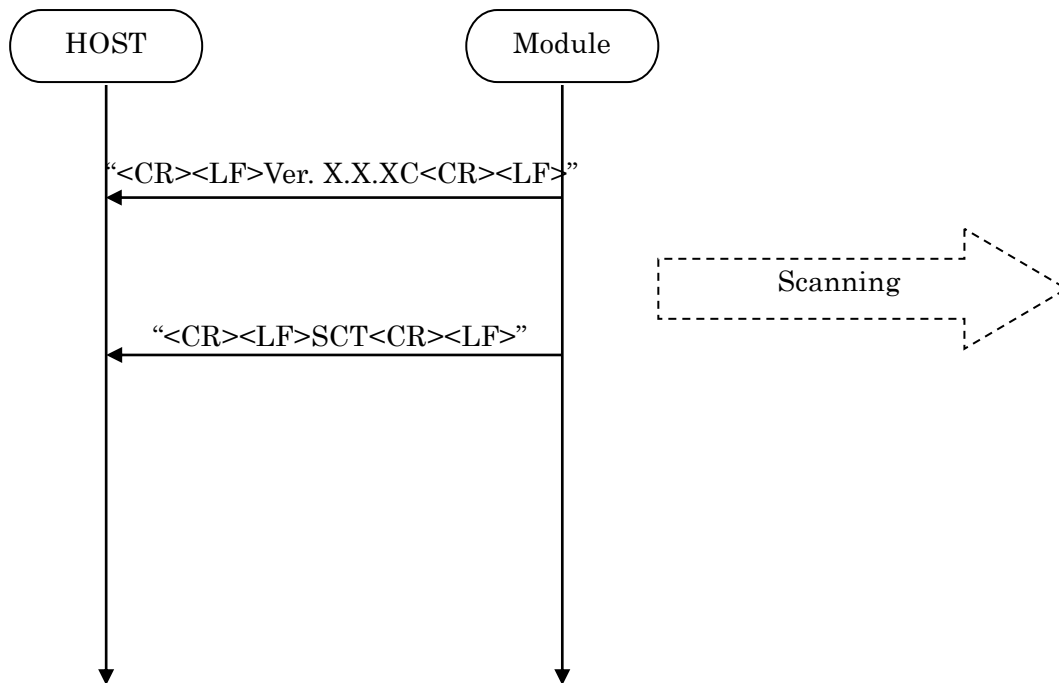 HOST
Module
“<CR><LF>Ver. X.X.XC<CR><LF>”
Scanning
“<CR><LF>SCT<CR><LF>”